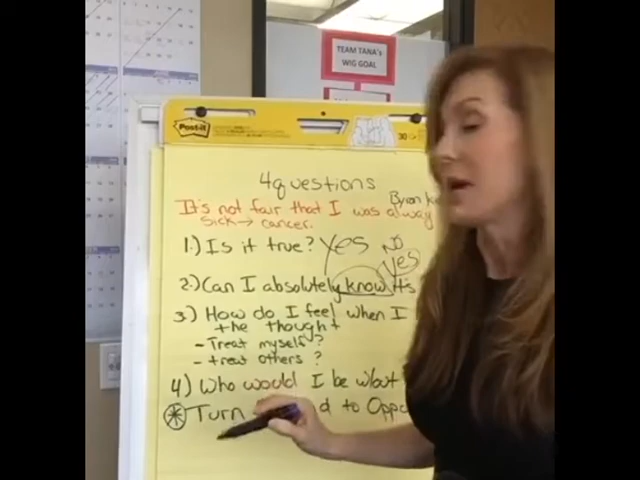 TEAM TANA's
WIG GOAL
Post-it
30
4 questions
Byron
It's not fair that I was alway
sick → cancer.
1.) Is it true? Yes NO
Yes
2.) Can I absolutely know it's
3.) How do I feel when I
the thought
- Treat myself?
- treat others?
4) Who would I be w/out
Turn d to Oppo